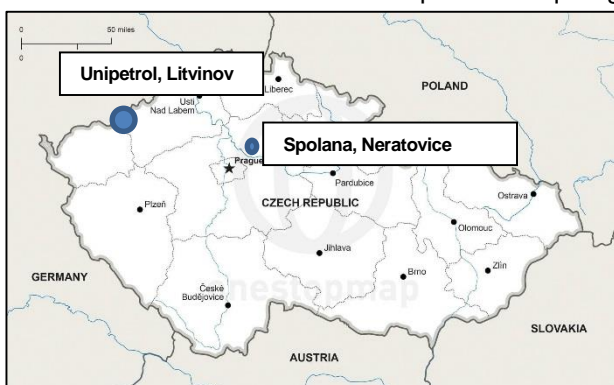 0 50 miles
0
Unipetrol, Litvinov
POLAND
Liberec
Usti
Nad Labem
Spolana, Neratovice
Prague
Pardubice
Ostrava
CZECH REPUBLIC
Plzeň
Olomouc
Jihlava
Zlín
Brno
GERMANY
České
Budějovice
nestopmap
SLOVAKIA
AUSTRIA